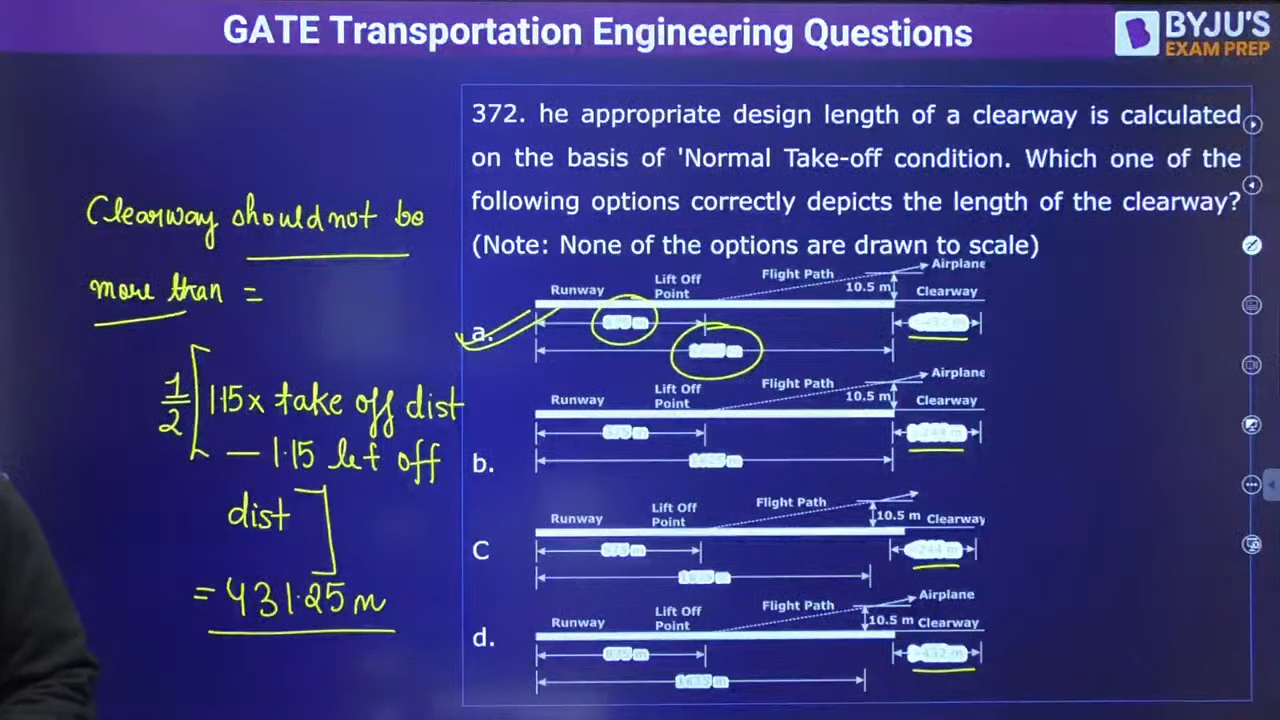 GATE Transportation Engineering Questions
BYJU'S
EXAM PREP
Clearway should not be
more than =
1/2 [ 1.15 x take off dist
— 1.15 lif off
dist ]
= 431.25 m
372. he appropriate design length of a clearway is calculated
on the basis of 'Normal Take-off condition. Which one of the
following options correctly depicts the length of the clearway?
(Note: None of the options are drawn to scale)
a.
Runway
Lift Off
Point
Flight Path
Airplane
10.5 m
Clearway
b.
Runway
Lift Off
Point
Flight Path
Airplane
10.5 m
Clearway
C
Runway
Lift Off
Point
Flight Path
10.5 m
Clearway
d.
Runway
Lift Off
Point
Flight Path
Airplane
10.5 m
Clearway